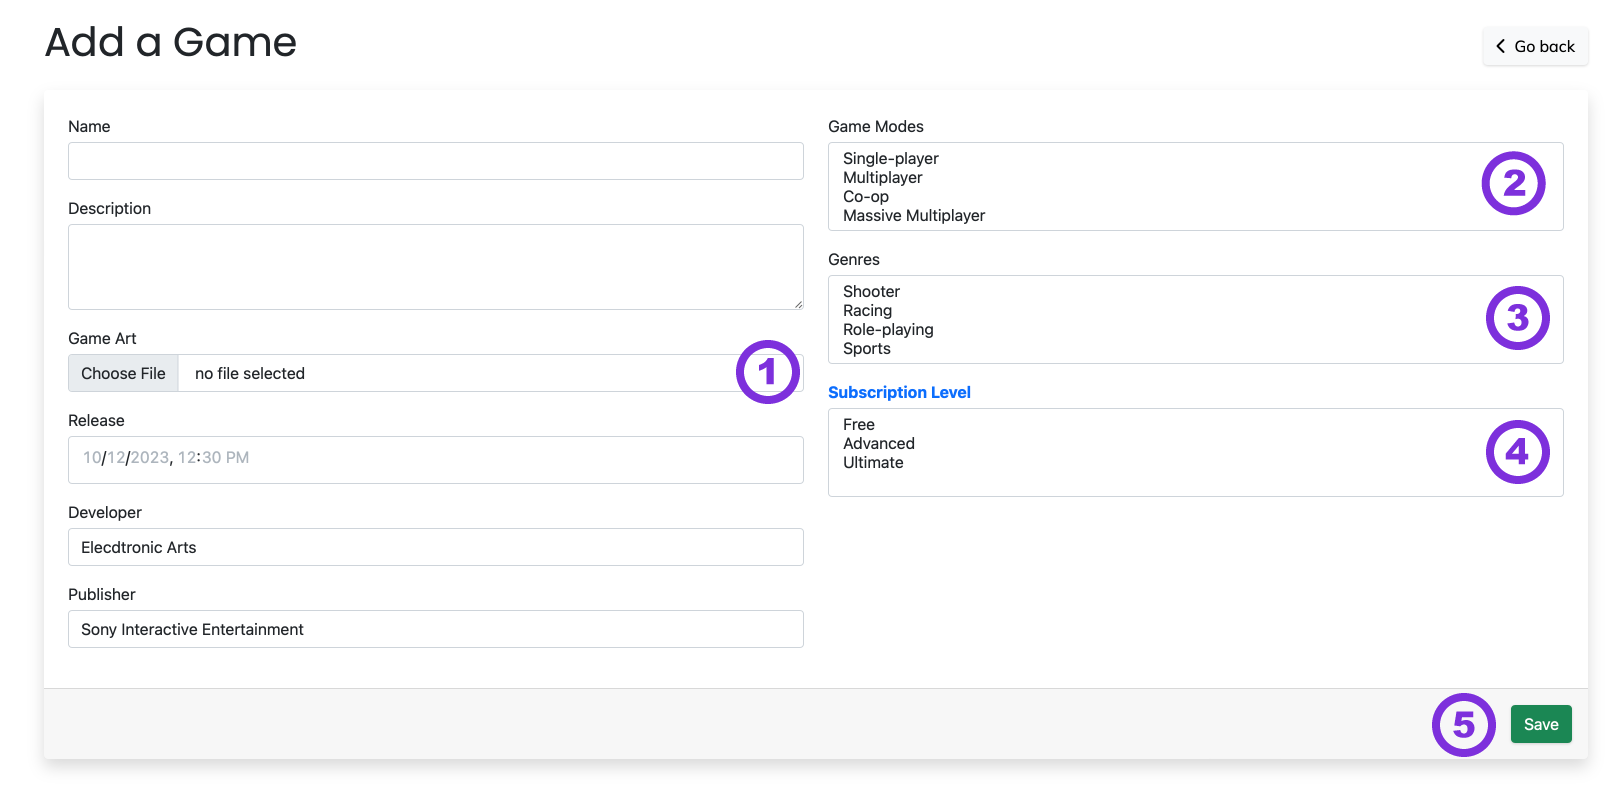 Add a Game
Go back
Name
Description
Game Art
Choose File no file selected
1
Release
10/12/2023, 12:30 PM
Developer
Elecdtronic Arts
Publisher
Sony Interactive Entertainment
Game Modes
Single-player
Multiplayer
Co-op
Massive Multiplayer
2
Genres
Shooter
Racing
Role-playing
Sports
3
Subscription Level
Free
Advanced
Ultimate
4
5
Save